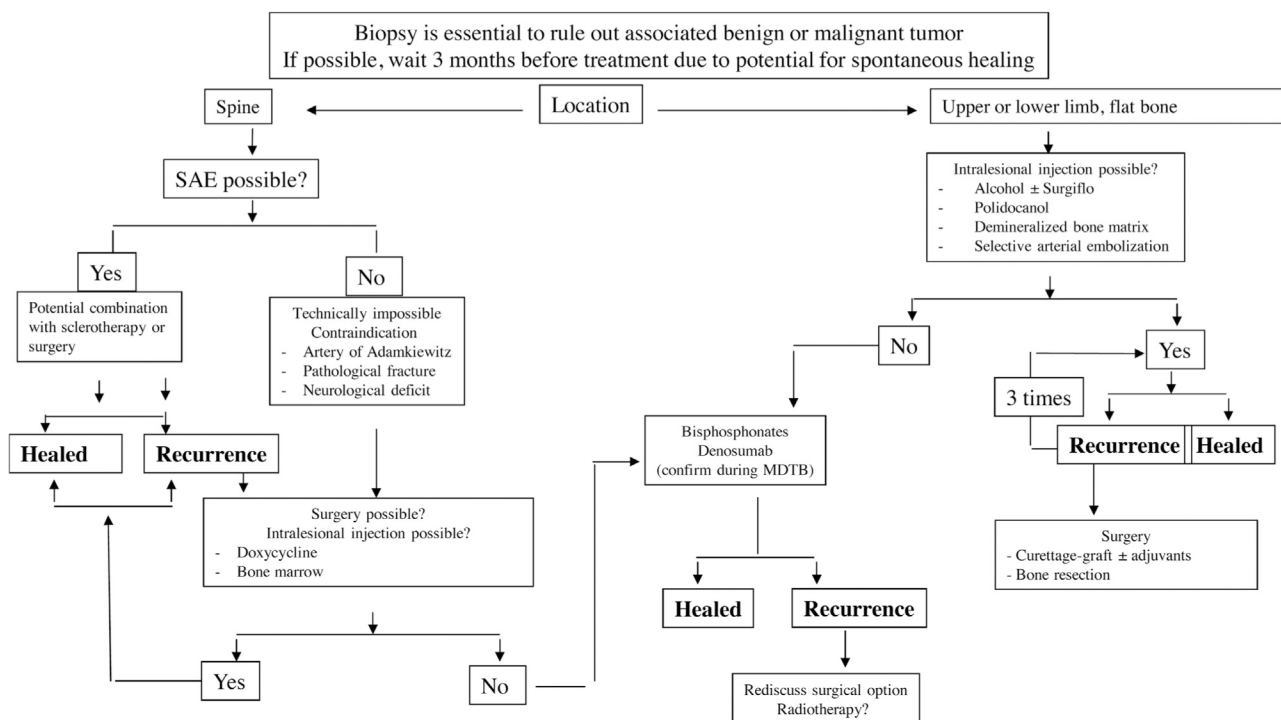 Biopsy is essential to rule out associated benign or malignant tumor
If possible, wait 3 months before treatment due to potential for spontaneous healing
Spine
Location
Upper or lower limb, flat bone
SAE possible?
Yes
Potential combination
with sclerotherapy or
surgery
No
Technically impossible
Contraindication
- Artery of Adamkiewitz
- Pathological fracture
- Neurological deficit
Healed
Recurrence
Surgery possible?
Intralesional injection possible?
- Doxycycline
- Bone marrow
Yes
No
Intralesional injection possible?
- Alcohol ± Surgiflo
- Polidocanol
- Demineralized bone matrix
- Selective arterial embolization
No
Yes
3 times
Recurrence
Healed
Bisphosphonates
Denosumab
(confirm during MDTB)
Healed
Recurrence
Rediscuss surgical option
Radiotherapy?
Surgery
- Curettage-graft ± adjuvants
- Bone resection